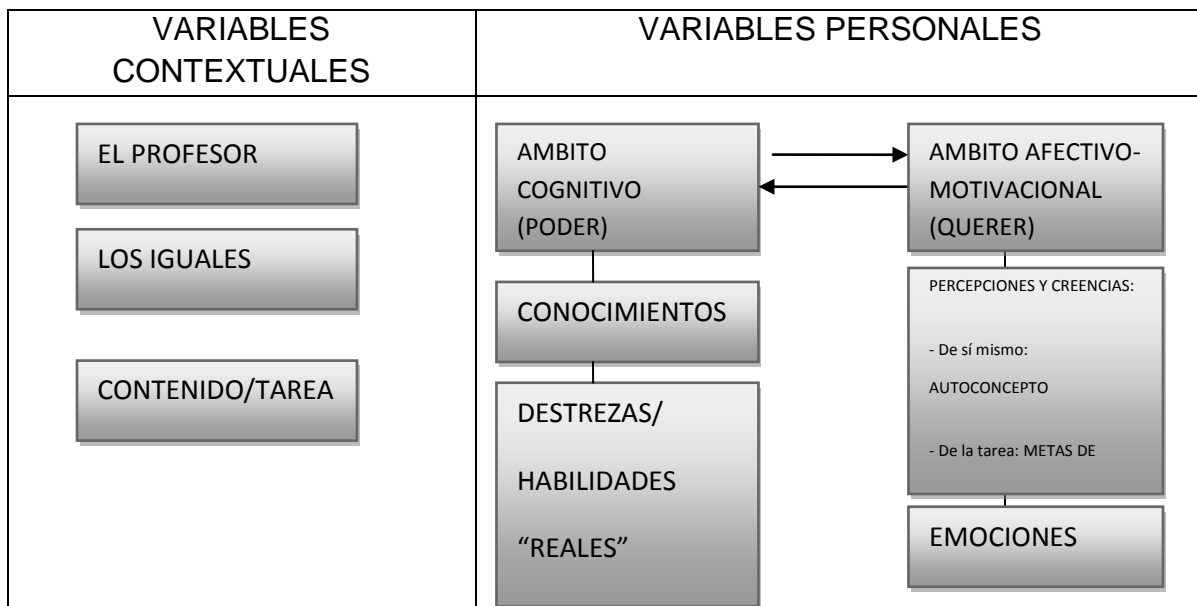 VARIABLES
CONTEXTUALES
VARIABLES PERSONALES
EL PROFESOR
LOS IGUALES
CONTENIDO/TAREA
AMBITO
COGNITIVO
(PODER)
CONOCIMIENTOS
DESTREZAS/
HABILIDADES
“REALES”
AMBITO AFECTIVO-
MOTIVACIONAL
(QUERER)
PERCEPCIONES Y CREENCIAS:
- De sí mismo:
AUTOCONCEPTO
- De la tarea: METAS DE
EMOCIONES